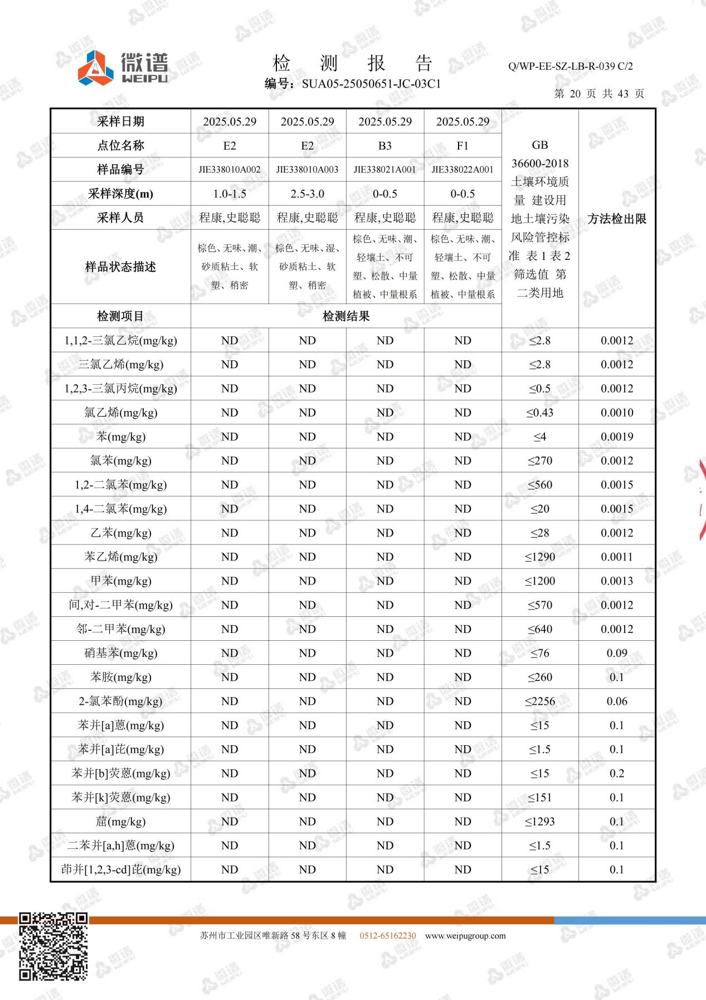 微谱
WEIPU
检 测 报 告
编号：SUA05-25050651-JC-03C1
Q/WP-EE-SZ-LB-R-039 C/2
第 20 页 共 43 页
采样日期 2025.05.29 2025.05.29 2025.05.29 2025.05.29
点位名称 E2 E2 B3 F1
样品编号 JIE338010A002 JIE338010A003 JIE338021A001 JIE338022A001
采样深度(m) 1.0-1.5 2.5-3.0 0-0.5 0-0.5
采样人员 程康,史聪聪 程康,史聪聪 程康,史聪聪 程康,史聪聪
样品状态描述
棕色、无味、潮、
砂质粘土、软
塑、稍密
棕色、无味、湿、
砂质粘土、软
塑、稍密
棕色、无味、潮、
轻壤土、不可
塑、松散、中量
植被、中量根系
棕色、无味、潮、
轻壤土、不可
塑、松散、中量
植被、中量根系
GB
36600-2018
土壤环境质
量 建设用
地土壤污染
风险管控标
准 表 1 表 2
筛选值 第
二类用地
方法检出限
检测项目 检测结果
1,1,2-三氯乙烷(mg/kg) ND ND ND ND ≤2.8 0.0012
三氯乙烯(mg/kg) ND ND ND ND ≤2.8 0.0012
1,2,3-三氯丙烷(mg/kg) ND ND ND ND ≤0.5 0.0012
氯乙烯(mg/kg) ND ND ND ND ≤0.43 0.0010
苯(mg/kg) ND ND ND ND ≤4 0.0019
氯苯(mg/kg) ND ND ND ND ≤270 0.0012
1,2-二氯苯(mg/kg) ND ND ND ND ≤560 0.0015
1,4-二氯苯(mg/kg) ND ND ND ND ≤20 0.0015
乙苯(mg/kg) ND ND ND ND ≤28 0.0012
苯乙烯(mg/kg) ND ND ND ND ≤1290 0.0011
甲苯(mg/kg) ND ND ND ND ≤1200 0.0013
间,对-二甲苯(mg/kg) ND ND ND ND ≤570 0.0012
邻-二甲苯(mg/kg) ND ND ND ND ≤640 0.0012
硝基苯(mg/kg) ND ND ND ND ≤76 0.09
苯胺(mg/kg) ND ND ND ND ≤260 0.1
2-氯苯酚(mg/kg) ND ND ND ND ≤2256 0.06
苯并[a]蒽(mg/kg) ND ND ND ND ≤15 0.1
苯并[a]芘(mg/kg) ND ND ND ND ≤1.5 0.1
苯并[b]荧蒽(mg/kg) ND ND ND ND ≤15 0.2
苯并[k]荧蒽(mg/kg) ND ND ND ND ≤151 0.1
䓛(mg/kg) ND ND ND ND ≤1293 0.1
二苯并[a,h]蒽(mg/kg) ND ND ND ND ≤1.5 0.1
茚并[1,2,3-cd]芘(mg/kg) ND ND ND ND ≤15 0.1
苏州市工业园区唯新路 58 号东区 8 幢 0512-65162230 www.weipugroup.com